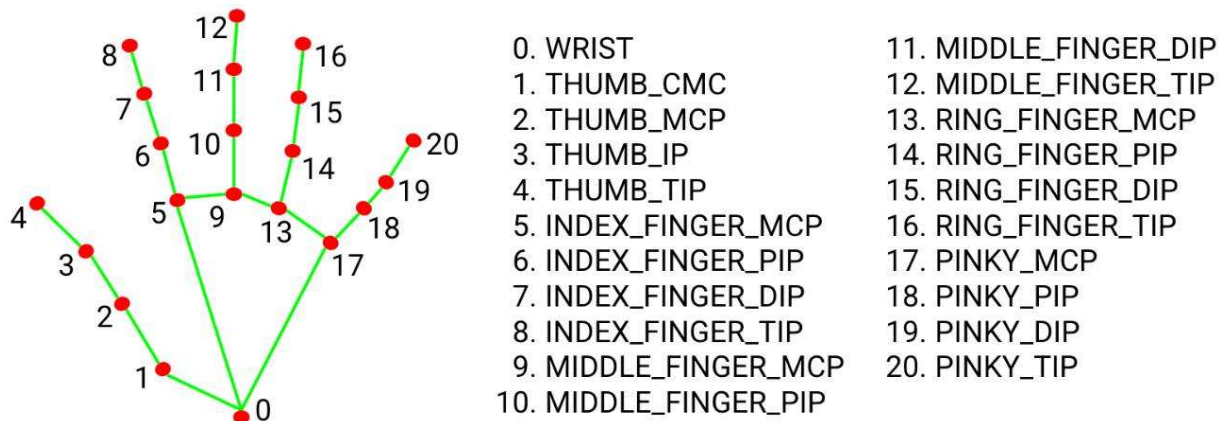 12
8
16
11
7
15
10
6
14
20
19
4
5
9
13
18
3
17
2
1
0
0. WRIST
1. THUMB_CMC
2. THUMB_MCP
3. THUMB_IP
4. THUMB_TIP
5. INDEX_FINGER_MCP
6. INDEX_FINGER_PIP
7. INDEX_FINGER_DIP
8. INDEX_FINGER_TIP
9. MIDDLE_FINGER_MCP
10. MIDDLE_FINGER_PIP
11. MIDDLE_FINGER_DIP
12. MIDDLE_FINGER_TIP
13. RING_FINGER_MCP
14. RING_FINGER_PIP
15. RING_FINGER_DIP
16. RING_FINGER_TIP
17. PINKY_MCP
18. PINKY_PIP
19. PINKY_DIP
20. PINKY_TIP